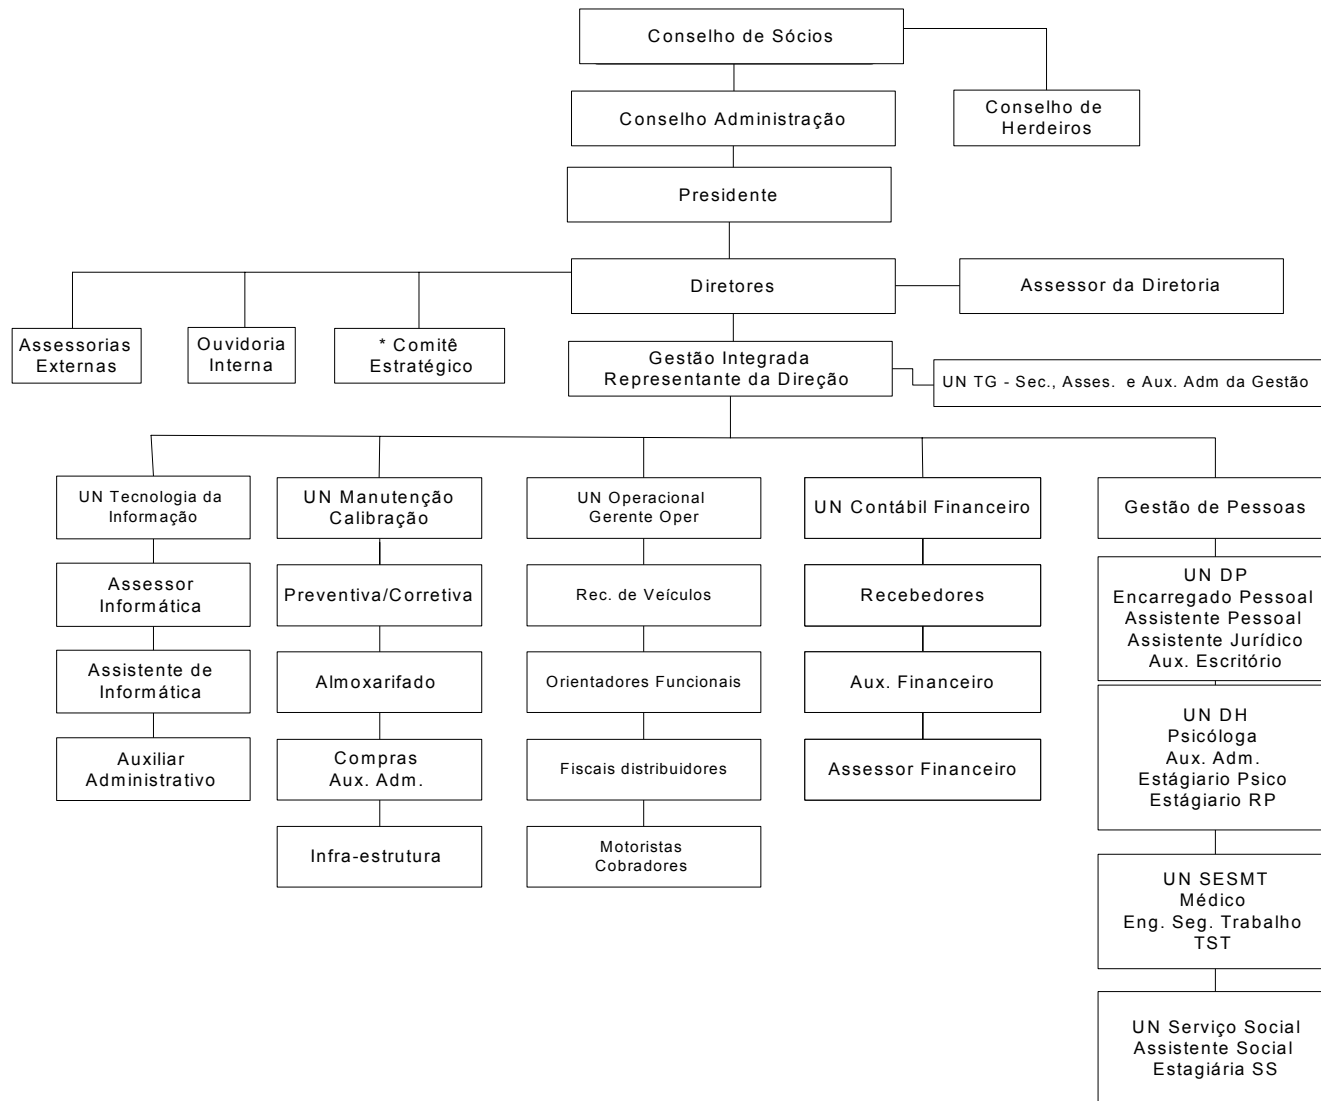 Conselho de Sócios
Conselho Administração
Conselho de
Herdeiros
Presidente
Diretores
Assessor da Diretoria
Assessorias
Externas
Ouvidoria
Interna
* Comitê
Estratégico
Gestão Integrada
Representante da Direção
UN TG - Sec., Asses. e Aux. Adm da Gestão
UN Tecnologia da
Informação
Assessor
Informática
Assistente de
Informática
Auxiliar
Administrativo
UN Manutenção
Calibração
Preventiva/Corretiva
Almoxarifado
Compras
Aux. Adm.
Infra-estrutura
UN Operacional
Gerente Oper
Rec. de Veículos
Orientadores Funcionais
Fiscais distribuidores
Motoristas
Cobradores
UN Contábil Financeiro
Recebedores
Aux. Financeiro
Assessor Financeiro
Gestão de Pessoas
UN DP
Encarregado Pessoal
Assistente Pessoal
Assistente Jurídico
Aux. Escritório
UN DH
Psicóloga
Aux. Adm.
Estágiario Psico
Estágiario RP
UN SESMT
Médico
Eng. Seg. Trabalho
TST
UN Serviço Social
Assistente Social
Estagiária SS